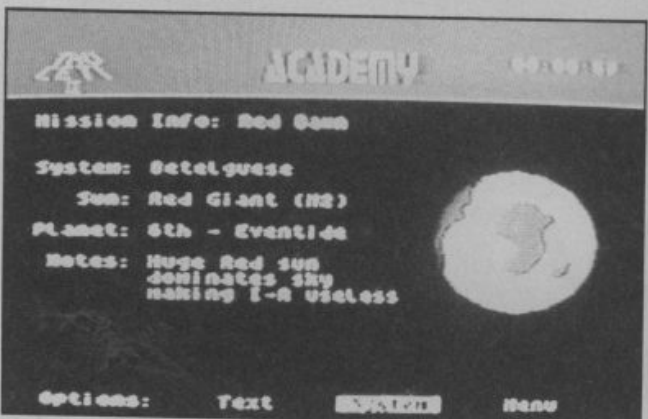 ACADEMY
Mission Info: Red Dawn
System: Betelguese
Sun: Red Giant (M2)
Planet: 6th - Eventide
Notes: Huge Red sun
dominates sky
making I-R useless
Options: Text Menu